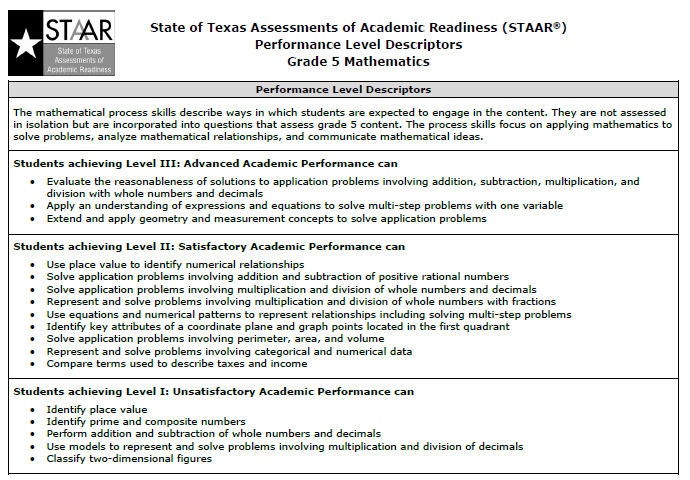 STAAR
State of Texas
Assessments of
Academic Readiness
State of Texas Assessments of Academic Readiness (STAAR®)
Performance Level Descriptors
Grade 5 Mathematics
Performance Level Descriptors
The mathematical process skills describe ways in which students are expected to engage in the content. They are not assessed
in isolation but are incorporated into questions that assess grade 5 content. The process skills focus on applying mathematics to
solve problems, analyze mathematical relationships, and communicate mathematical ideas.
Students achieving Level III: Advanced Academic Performance can
• Evaluate the reasonableness of solutions to application problems involving addition, subtraction, multiplication, and
division with whole numbers and decimals
• Apply an understanding of expressions and equations to solve multi-step problems with one variable
• Extend and apply geometry and measurement concepts to solve application problems
Students achieving Level II: Satisfactory Academic Performance can
• Use place value to identify numerical relationships
• Solve application problems involving addition and subtraction of positive rational numbers
• Solve application problems involving multiplication and division of whole numbers and decimals
• Represent and solve problems involving multiplication and division of whole numbers with fractions
• Use equations and numerical patterns to represent relationships including solving multi-step problems
• Identify key attributes of a coordinate plane and graph points located in the first quadrant
• Solve application problems involving perimeter, area, and volume
• Represent and solve problems involving categorical and numerical data
• Compare terms used to describe taxes and income
Students achieving Level I: Unsatisfactory Academic Performance can
• Identify place value
• Identify prime and composite numbers
• Perform addition and subtraction of whole numbers and decimals
• Use models to represent and solve problems involving multiplication and division of decimals
• Classify two-dimensional figures